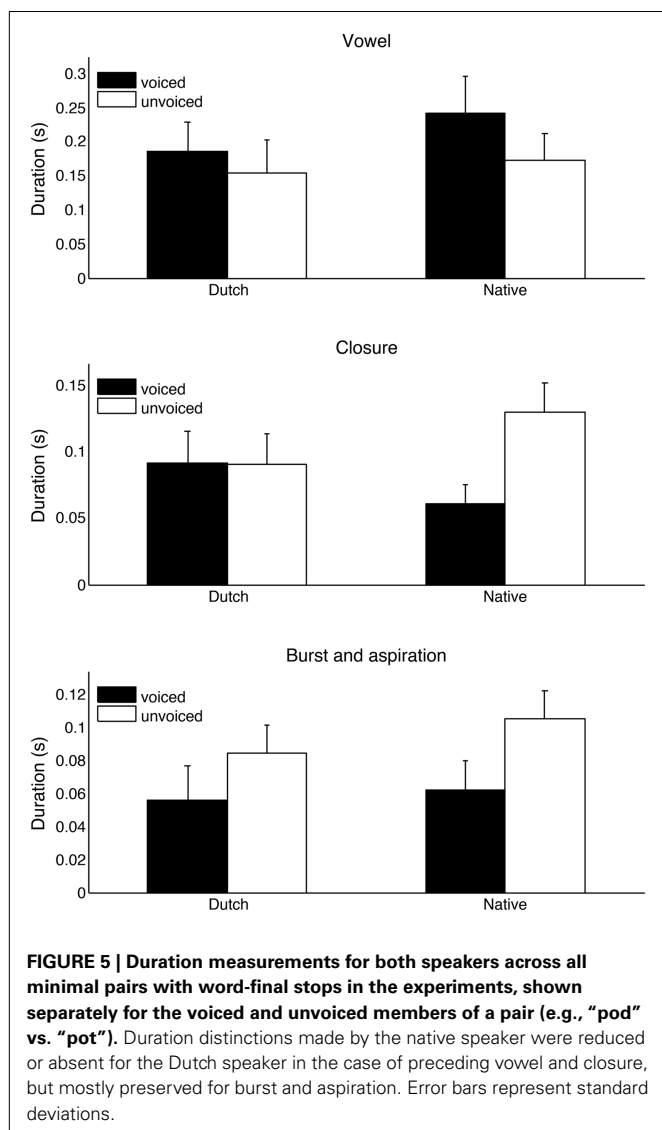 Vowel
0.3
0.25
0.2
0.15
0.1
0.05
0
Duration (s)
voiced
unvoiced
Dutch
Native
Closure
0.15
0.1
0.05
0
Duration (s)
voiced
unvoiced
Dutch
Native
Burst and aspiration
0.12
0.1
0.08
0.06
0.04
0.02
0
Duration (s)
voiced
unvoiced
Dutch
Native
FIGURE 5 | Duration measurements for both speakers across all
minimal pairs with word-final stops in the experiments, shown
separately for the voiced and unvoiced members of a pair (e.g., “pod”
vs. “pot”). Duration distinctions made by the native speaker were reduced
or absent for the Dutch speaker in the case of preceding vowel and closure,
but mostly preserved for burst and aspiration. Error bars represent standard
deviations.